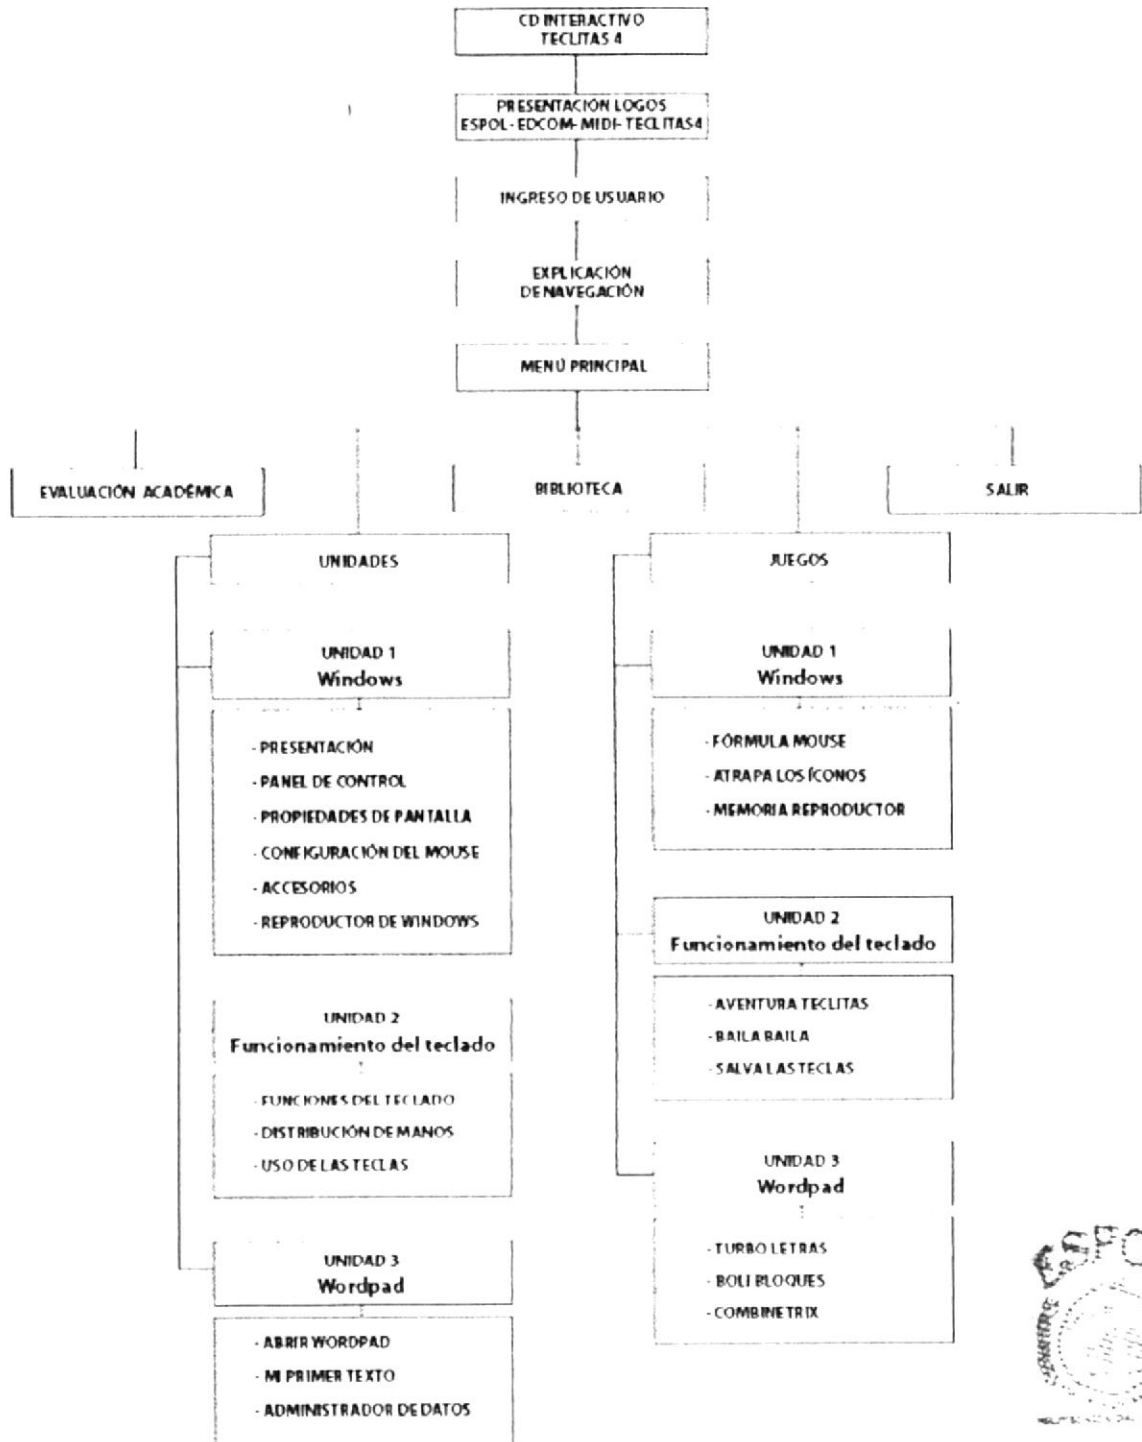 CD INTERACTIVO
TECLITAS 4
PRESENTACIÓN LOGOS
ESPOL-EDCOM-MIDI-TECLITAS4
INGRESO DE USUARIO
EXPLICACIÓN
DE NAVEGACIÓN
MENÚ PRINCIPAL
EVALUACIÓN ACADÉMICA
BIBLIOTECA
SALIR
UNIDADES
UNIDAD 1
Windows
- PRESENTACIÓN
- PANEL DE CONTROL
- PROPIEDADES DE PANTALLA
- CONFIGURACIÓN DEL MOUSE
- ACCESORIOS
- REPRODUCTOR DE WINDOWS
UNIDAD 2
Funcionamiento del teclado
- FUNCIONES DEL TECLADO
- DISTRIBUCIÓN DE MANOS
- USO DE LAS TECLAS
UNIDAD 3
Wordpad
- ABRIR WORDPAD
- MI PRIMER TEXTO
- ADMINISTRADOR DE DATOS
JUEGOS
UNIDAD 1
Windows
- FÓRMULA MOUSE
- ATRAPA LOS ÍCONOS
- MEMORIA REPRODUCTOR
UNIDAD 2
Funcionamiento del teclado
- AVENTURA TECLITAS
- BAILA BAILA
- SALVA LAS TECLAS
UNIDAD 3
Wordpad
- TURBO LETRAS
- BOLI BLOQUES
- COMBINETRIX